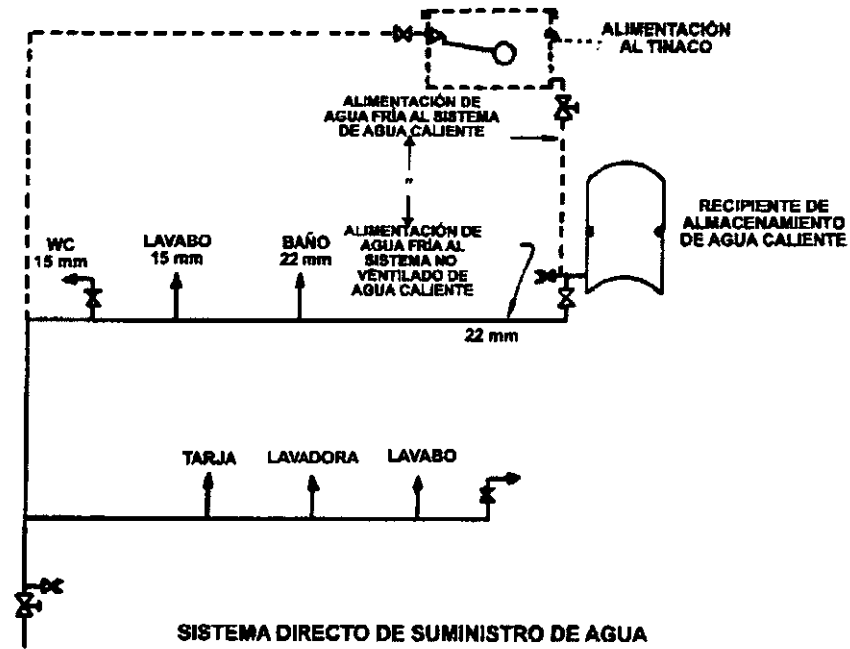 ALIMENTACIÓN
AL TINACO
ALIMENTACIÓN DE
AGUA FRÍA AL SISTEMA
DE AGUA CALIENTE
"
ALIMENTACIÓN DE
AGUA FRÍA AL
SISTEMA NO
VENTILADO DE
AGUA CALIENTE
RECIPIENTE DE
ALMACENAMIENTO
DE AGUA CALIENTE
WC
15 mm
LAVABO
15 mm
BAÑO
22 mm
22 mm
TARJA
LAVADORA
LAVABO
SISTEMA DIRECTO DE SUMINISTRO DE AGUA